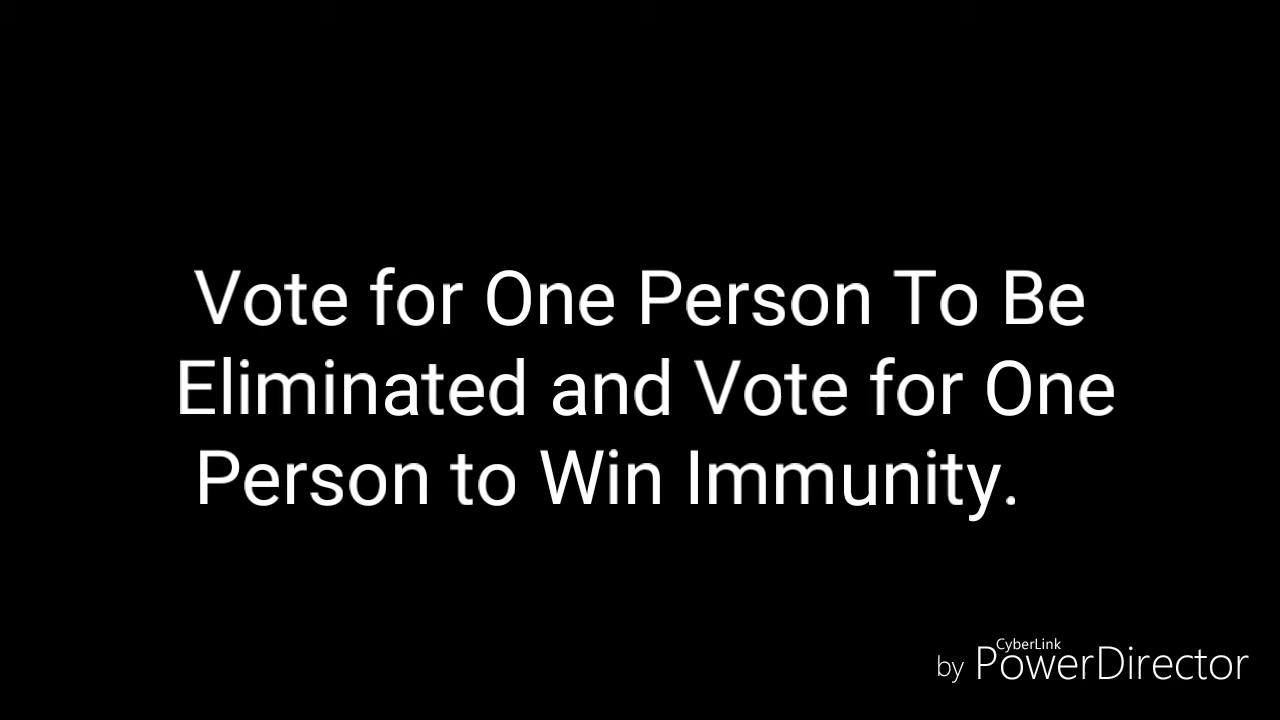 Vote for One Person To Be
Eliminated and Vote for One
Person to Win Immunity.
CyberLink
by PowerDirector